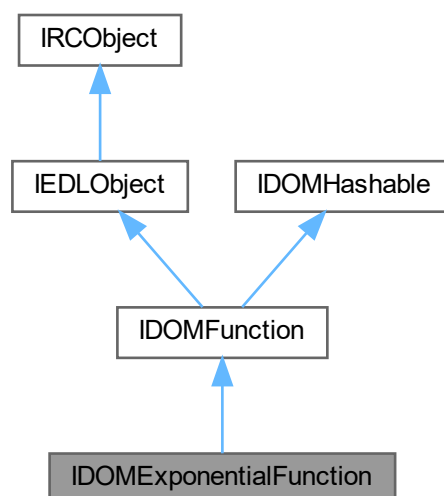 IRCObject
IEDLObject
IDOMHashable
IDOMFunction
IDOMExponentialFunction